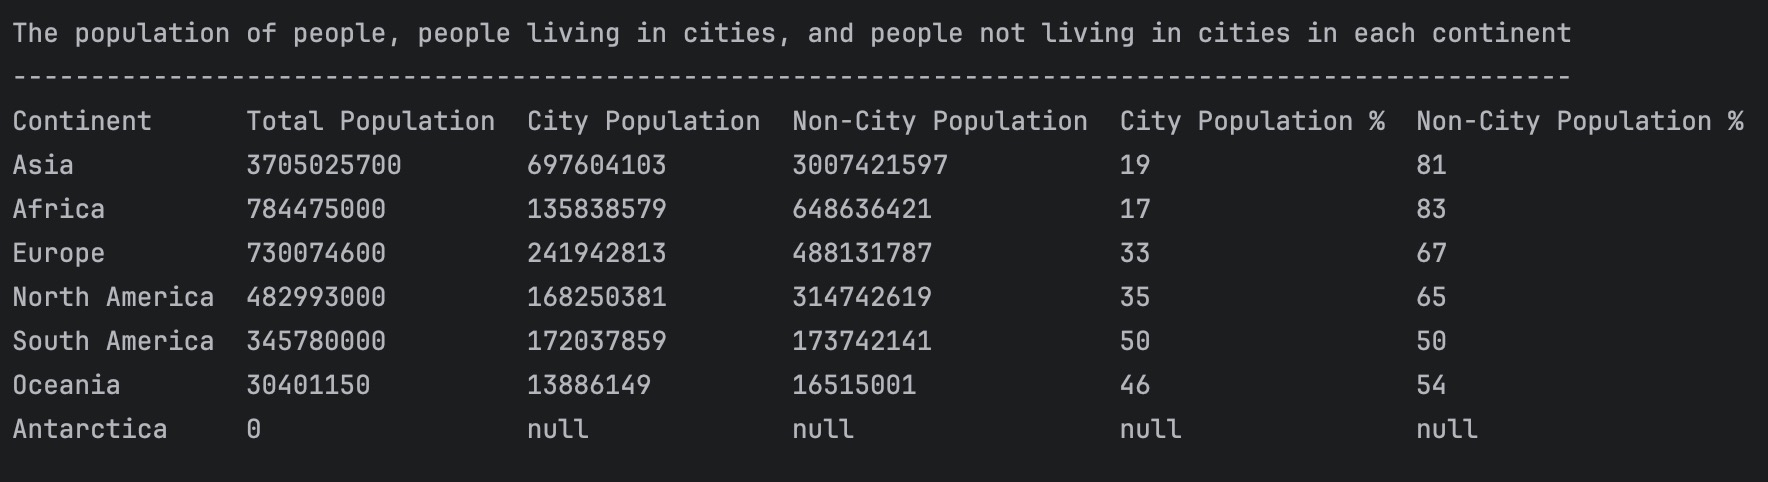 The population of people, people living in cities, and people not living in cities in each continent
----------------------------------------------------------------------------------------------------
Continent      Total Population  City Population  Non-City Population  City Population %  Non-City Population %
Asia           3705025700        697604103        3007421597           19                 81
Africa         784475000         135838579        648636421            17                 83
Europe         730074600         241942813        488131787            33                 67
North America  482993000         168250381        314742619            35                 65
South America  345780000         172037859        173742141            50                 50
Oceania        30401150          13886149         16515001             46                 54
Antarctica     0                 null             null                 null               null